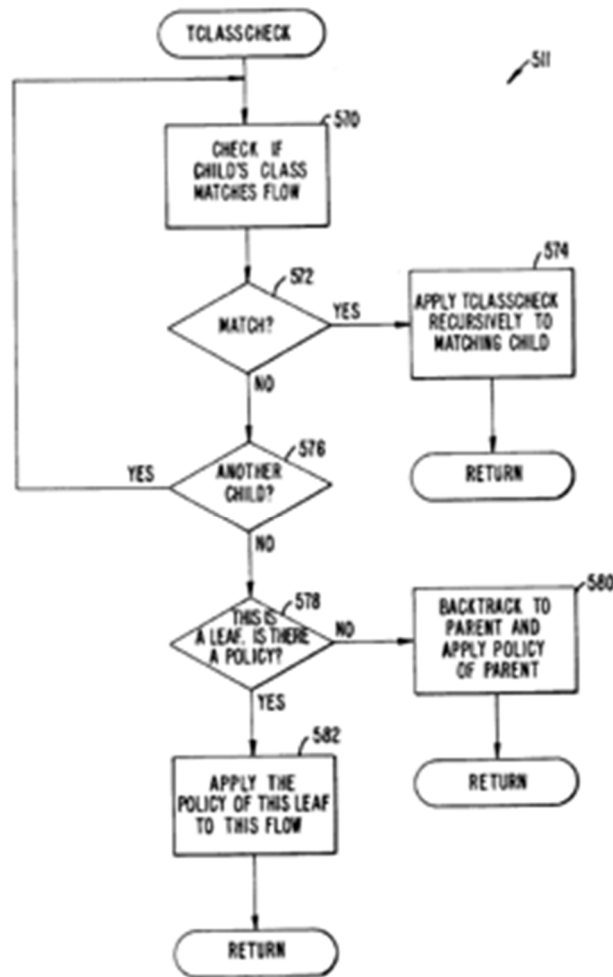 TCLASSCHECK
511
570
CHECK IF
CHILD'S CLASS
MATCHES FLOW
572
MATCH?
YES
574
APPLY TCLASSCHECK
RECURSIVELY TO
MATCHING CHILD
NO
RETURN
576
YES
ANOTHER
CHILD?
NO
578
THIS IS
A LEAF. IS THERE
A POLICY?
NO
580
BACKTRACK TO
PARENT AND
APPLY POLICY
OF PARENT
YES
RETURN
582
APPLY THE
POLICY OF THIS LEAF
TO THIS FLOW
RETURN